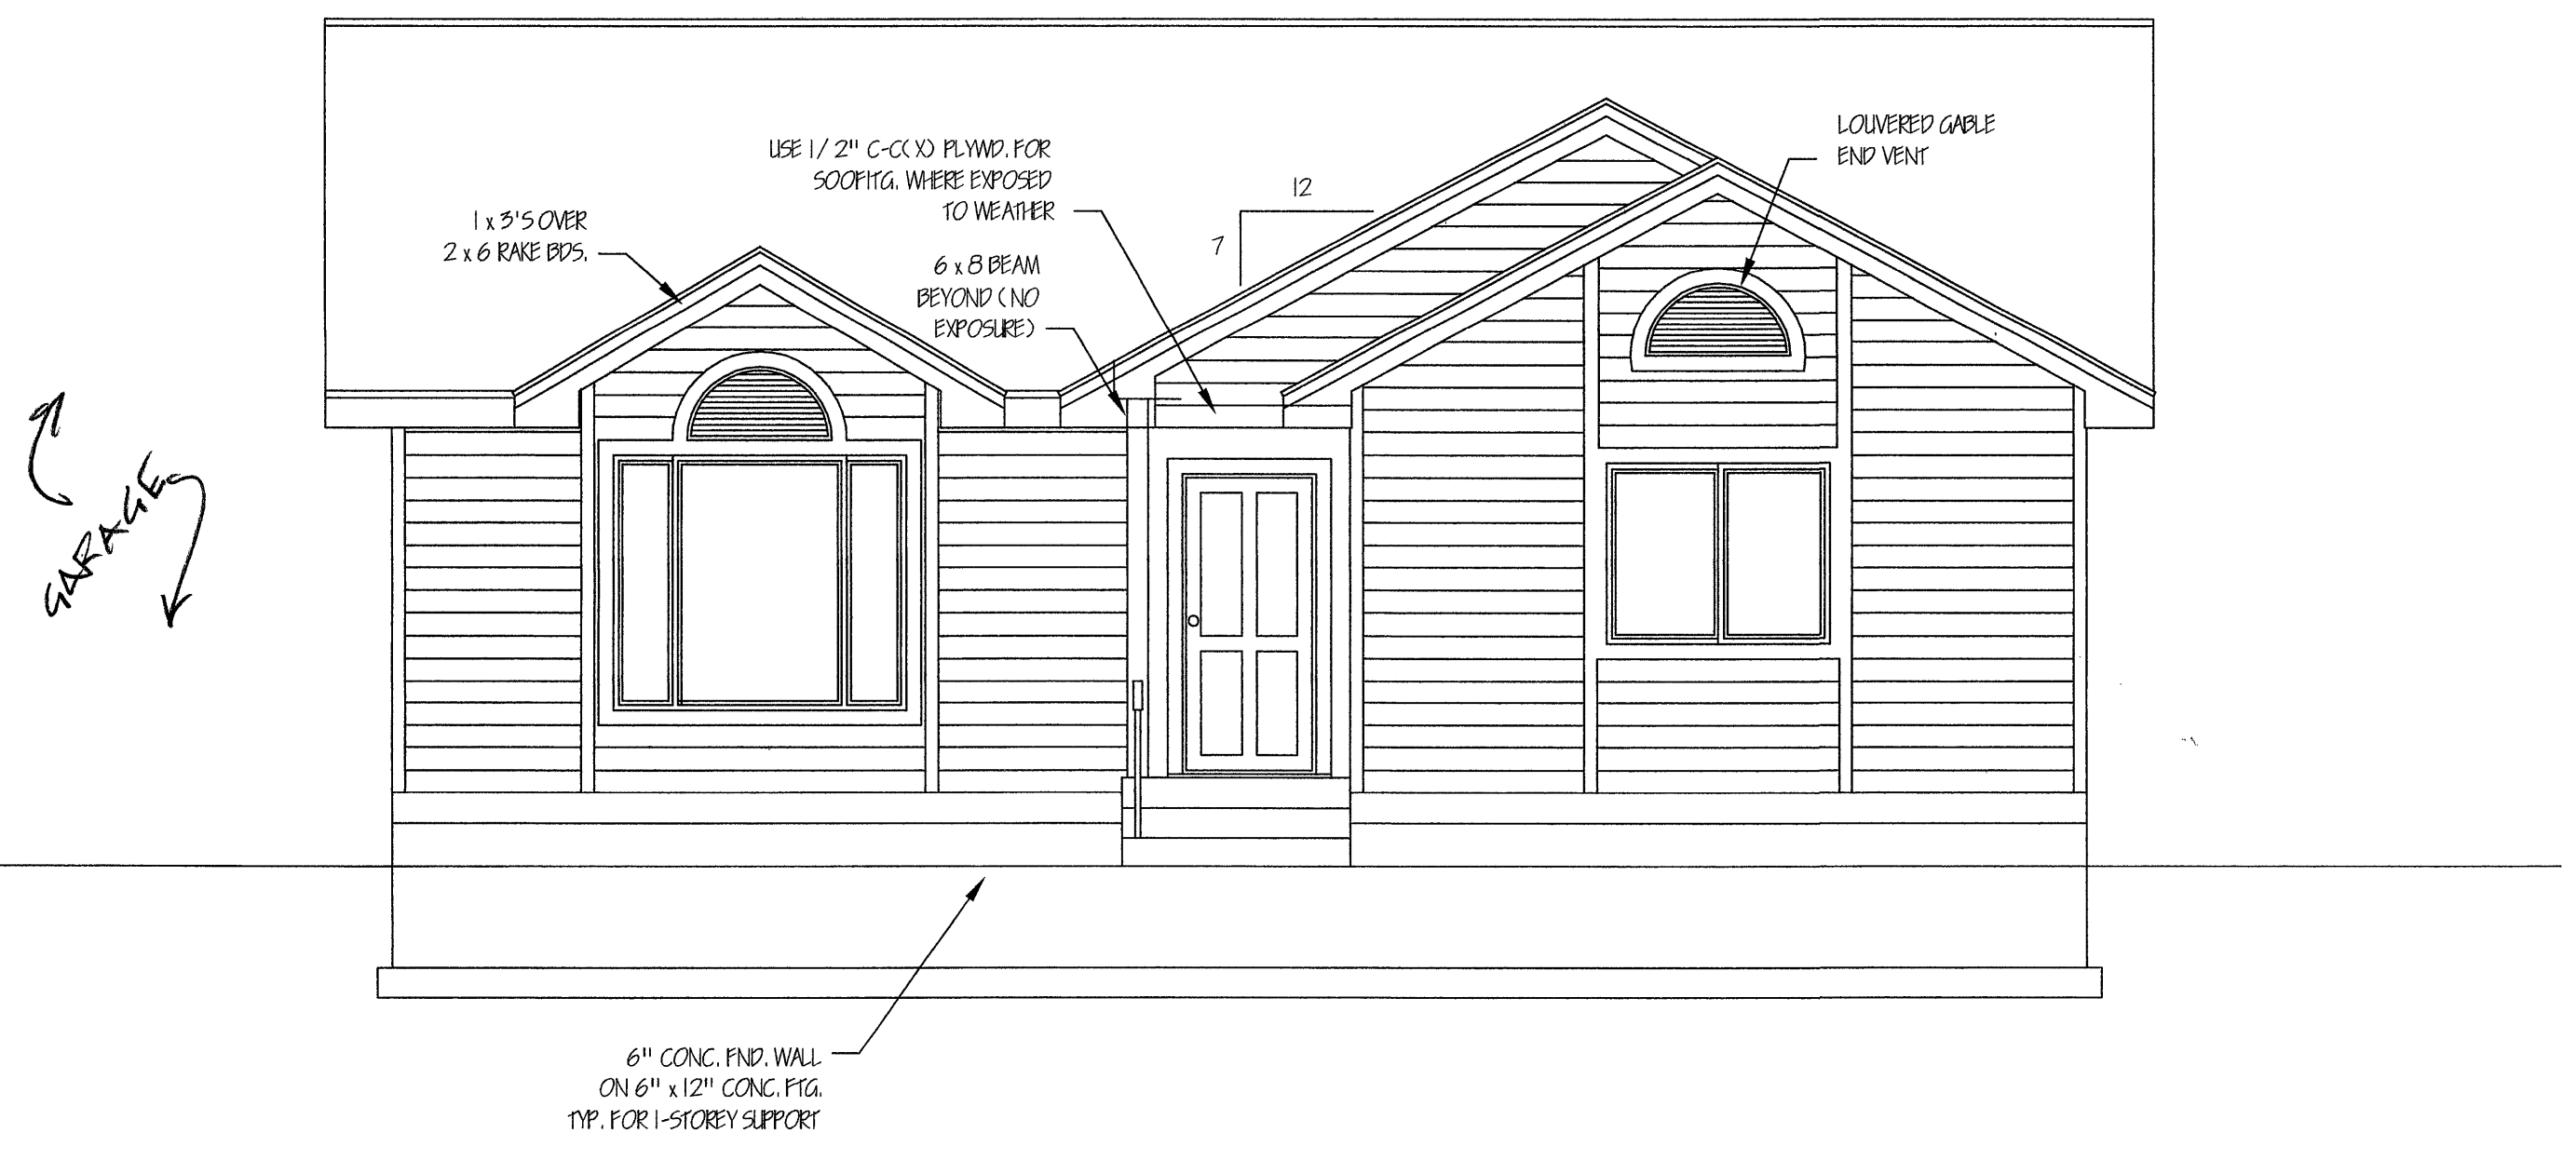 LOUVERED GABLE
END VENT
USE 1/2" C-C(X) PLYWD. FOR
SOOFITG. WHERE EXPOSED
TO WEATHER
12
7
1 x 3'S OVER
2 x 6 RAKE BDS.
6 x 8 BEAM
BEYOND (NO
EXPOSURE)
GARAGE
6" CONC. FND. WALL
ON 6" x 12" CONC. FTG.
TYP. FOR 1-STOREY SUPPORT